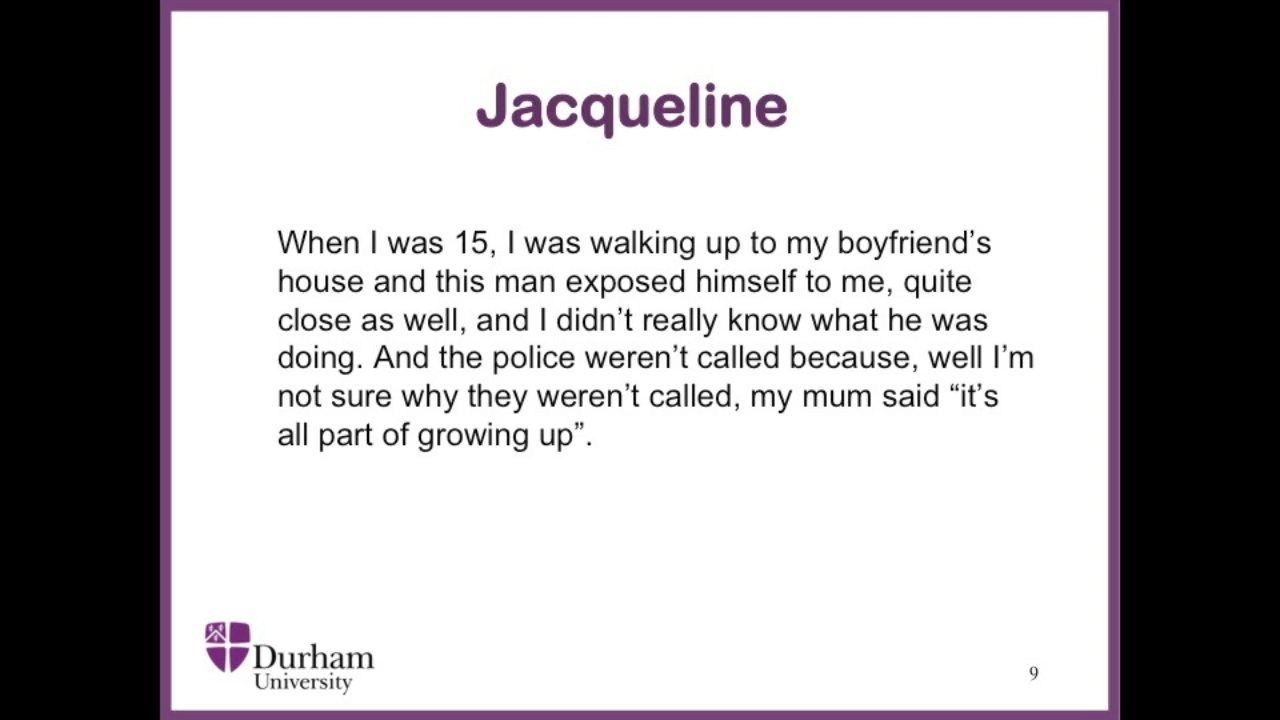 Jacqueline
When I was 15, I was walking up to my boyfriend’s
house and this man exposed himself to me, quite
close as well, and I didn’t really know what he was
doing. And the police weren’t called because, well I’m
not sure why they weren’t called, my mum said “it’s
all part of growing up”.
Durham
University
9